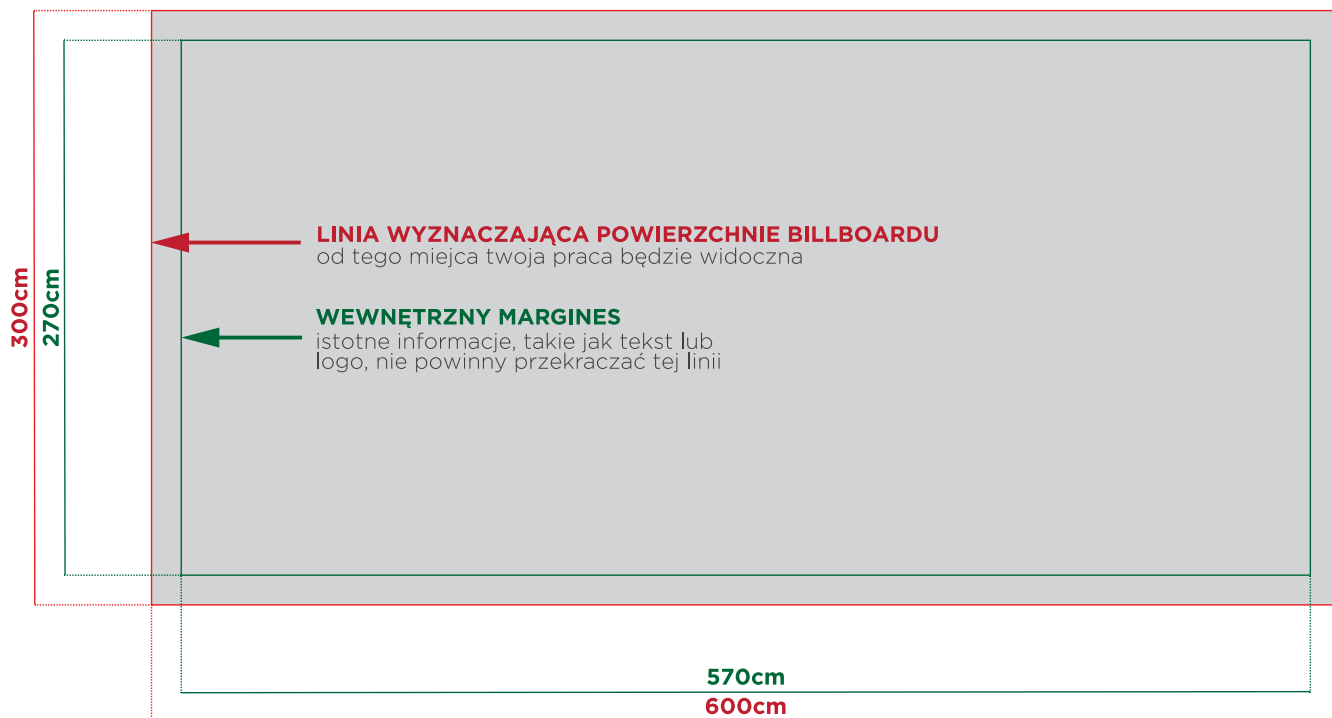 LINIA WYZNACZAJĄCA POWIERZCHNIE BILLBOARDU
od tego miejca twoja praca będzie widoczna
WEWNĘTRZNY MARGINES
istotne informacje, takie jak tekst lub
logo, nie powinny przekraczać tej linii
300cm
270cm
570cm
600cm